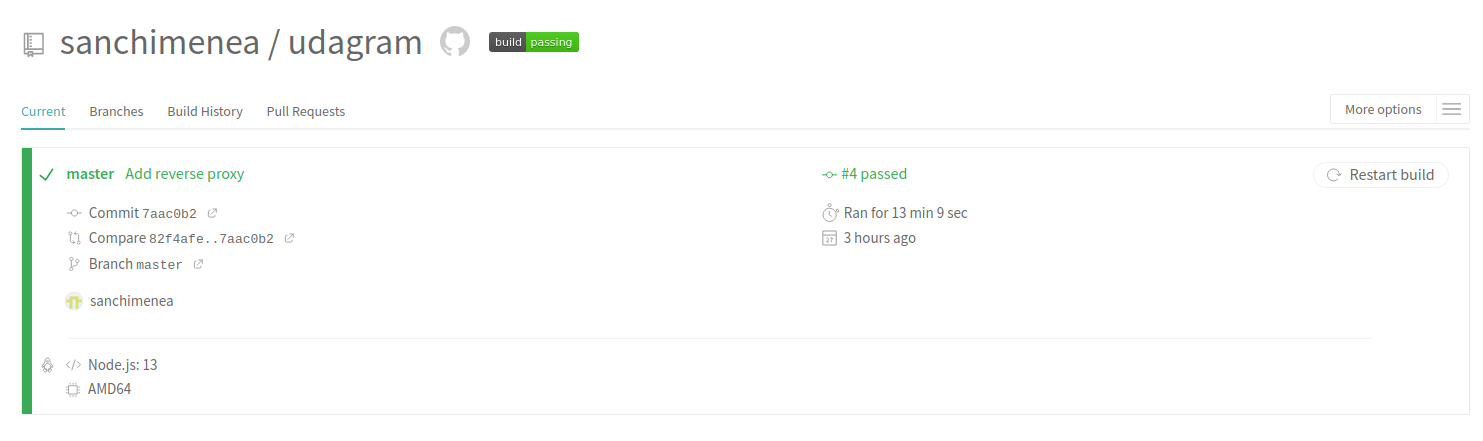 sanchimenea / udagram build passing
Current Branches Build History Pull Requests More options
master Add reverse proxy #4 passed Restart build
Commit 7aac0b2 Ran for 13 min 9 sec
Compare 82f4afe..7aac0b2 3 hours ago
Branch master
sanchimenea
Node.js: 13
AMD64